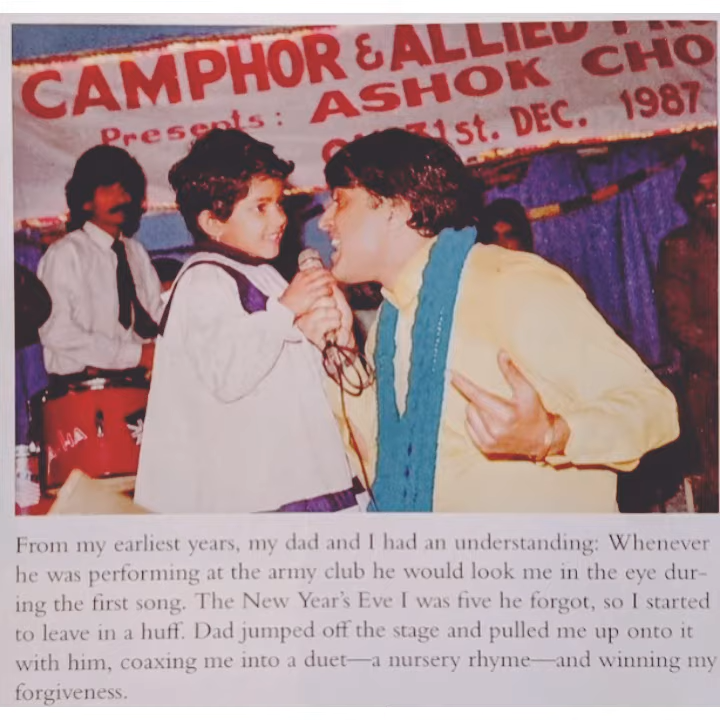 CAMPHOR & ALLIED
Presents: ASHOK CHO
31st. DEC. 1987
From my earliest years, my dad and I had an understanding: Whenever
he was performing at the army club he would look me in the eye dur-
ing the first song. The New Year's Eve I was five he forgot, so I started
to leave in a huff. Dad jumped off the stage and pulled me up onto it
with him, coaxing me into a duet—a nursery rhyme—and winning my
forgiveness.